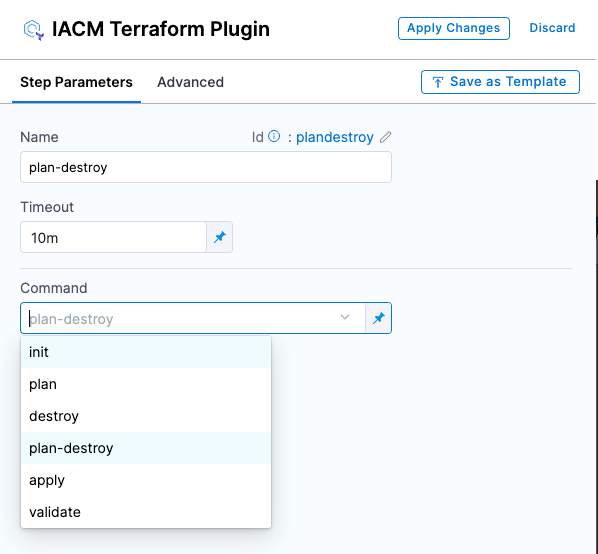 IACM Terraform Plugin
Apply Changes
Discard
Step Parameters
Advanced
Save as Template
Name
Id : plandestroy
plan-destroy
Timeout
10m
Command
plan-destroy
init
plan
destroy
plan-destroy
apply
validate